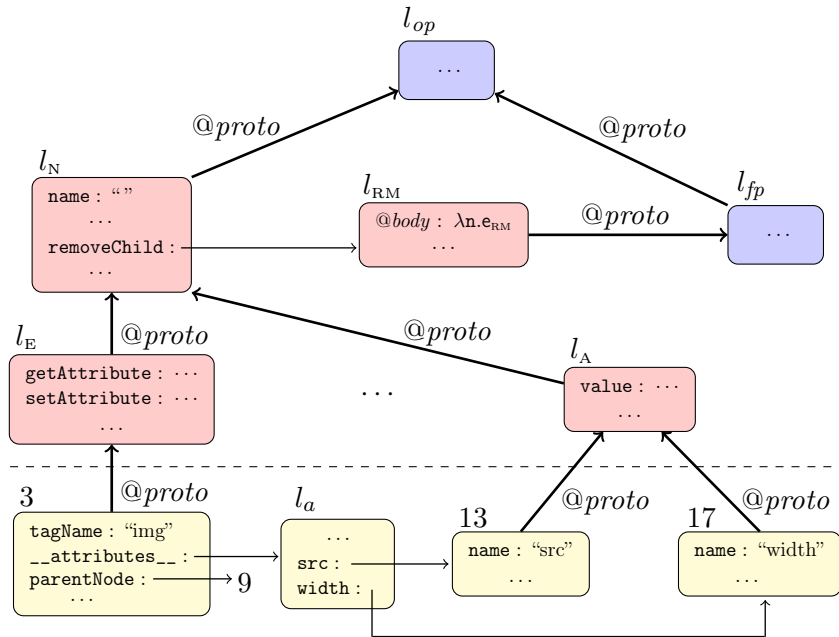 l_op
···
@proto
@proto
l_N
name : “ ”
···
removeChild :
···
l_RM
@body : λn.e_RM
···
@proto
l_fp
···
@proto
@proto
l_E
getAttribute : ···
setAttribute : ···
···
···
l_A
value : ···
···
@proto
@proto
@proto
3
tagName : “img”
__attributes__ :
parentNode :
···
9
l_a
···
src :
width :
13
name : “src”
···
17
name : “width”
···